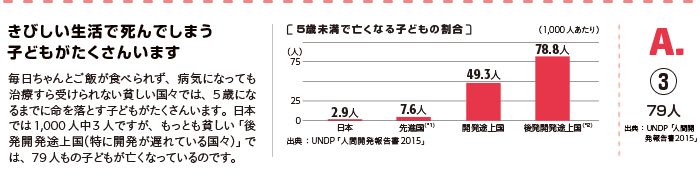 きびしい生活で死んでしまう
子どもがたくさんいます
毎日ちゃんとご飯が食べられず、病気になっても
治療すら受けられない貧しい国々では、5歳にな
るまでに命を落とす子どもがたくさんいます。日本
では1,000人中3人ですが、もっとも貧しい「後
発開発途上国(特に開発が遅れている国々)」で
は、79人もの子どもが亡くなっているのです。
[5歳未満で亡くなる子どもの割合]
(1,000人あたり)
(人)
75
25
0
2.9人
7.6人
49.3人
78.8人
日本
先進国(*1)
開発途上国
後発開発途上国(*2)
出典:UNDP「人間開発報告書2015」
A.
③
79人
出典:UNDP「人間開
発報告書2015」